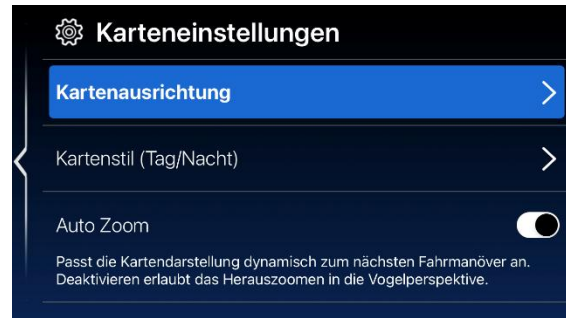 Karteneinstellungen
Kartenausrichtung
Kartenstil (Tag/Nacht)
Auto Zoom
Passt die Kartendarstellung dynamisch zum nächsten Fahrmanöver an.
Deaktivieren erlaubt das Herauszoomen in die Vogelperspektive.